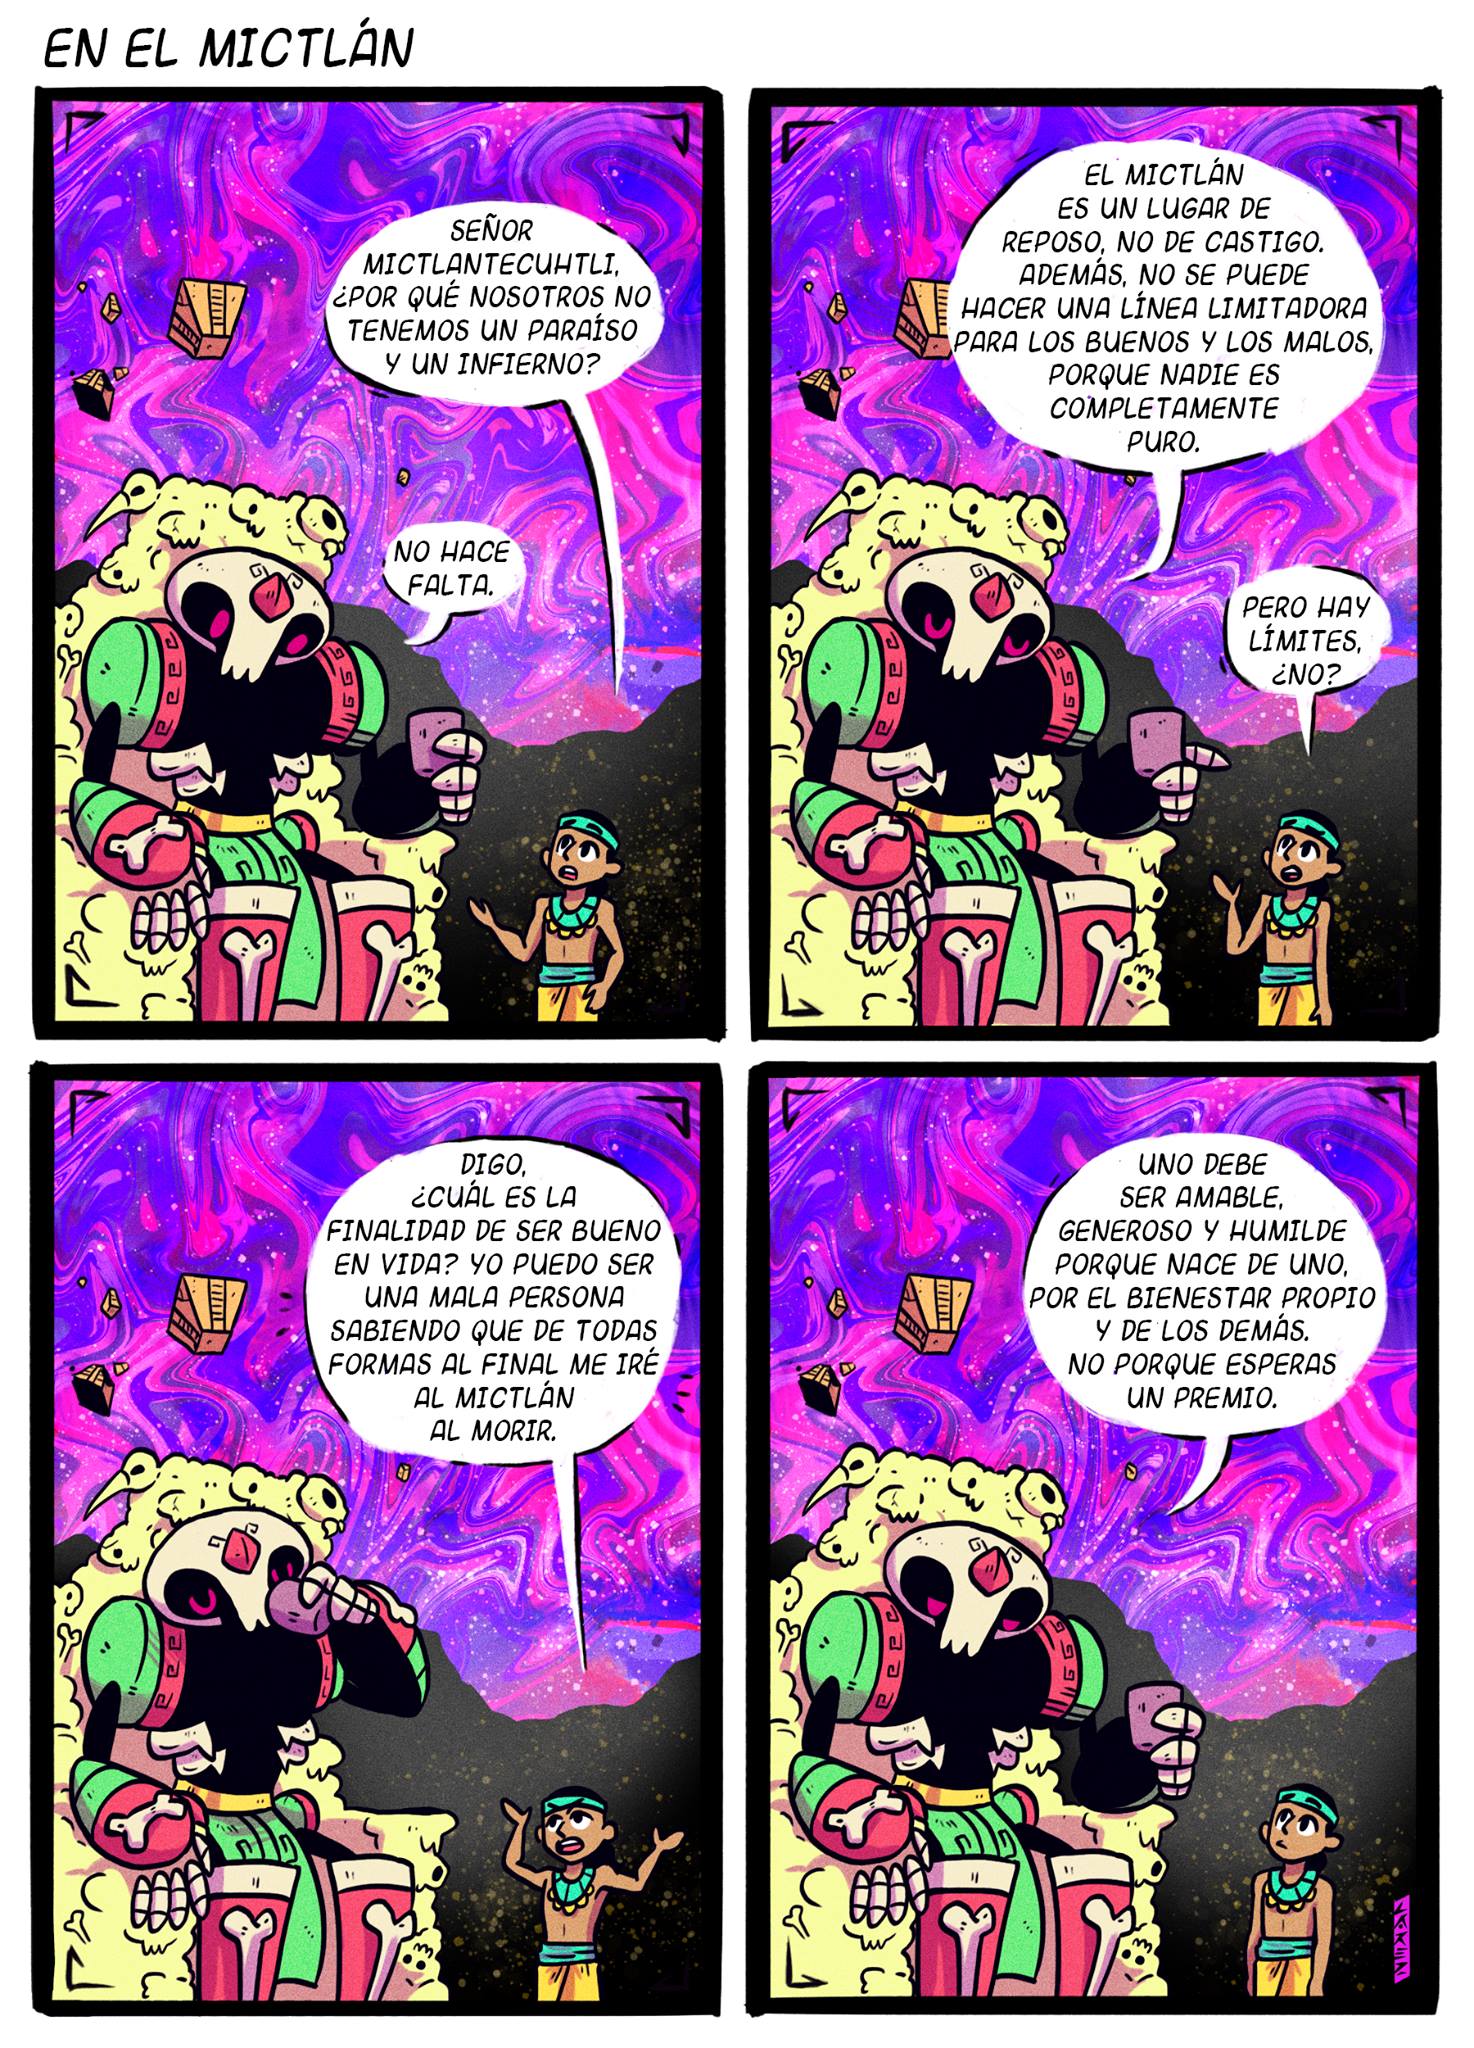 EN EL MICTLÁN
SEÑOR
MICTLANTECUHTLI,
¿POR QUÉ NOSOTROS NO
TENEMOS UN PARAÍSO
Y UN INFIERNO?
NO HACE
FALTA.
EL MICTLÁN
ES UN LUGAR DE
REPOSO, NO DE CASTIGO.
ADEMÁS, NO SE PUEDE
HACER UNA LÍNEA LIMITADORA
PARA LOS BUENOS Y LOS MALOS,
PORQUE NADIE ES
COMPLETAMENTE
PURO.
PERO HAY
LÍMITES,
¿NO?
DIGO,
¿CUÁL ES LA
FINALIDAD DE SER BUENO
EN VIDA? YO PUEDO SER
UNA MALA PERSONA
SABIENDO QUE DE TODAS
FORMAS AL FINAL ME IRÉ
AL MICTLÁN
AL MORIR.
UNO DEBE
SER AMABLE,
GENEROSO Y HUMILDE
PORQUE NACE DE UNO,
POR EL BIENESTAR PROPIO
Y DE LOS DEMÁS.
NO PORQUE ESPERAS
UN PREMIO.